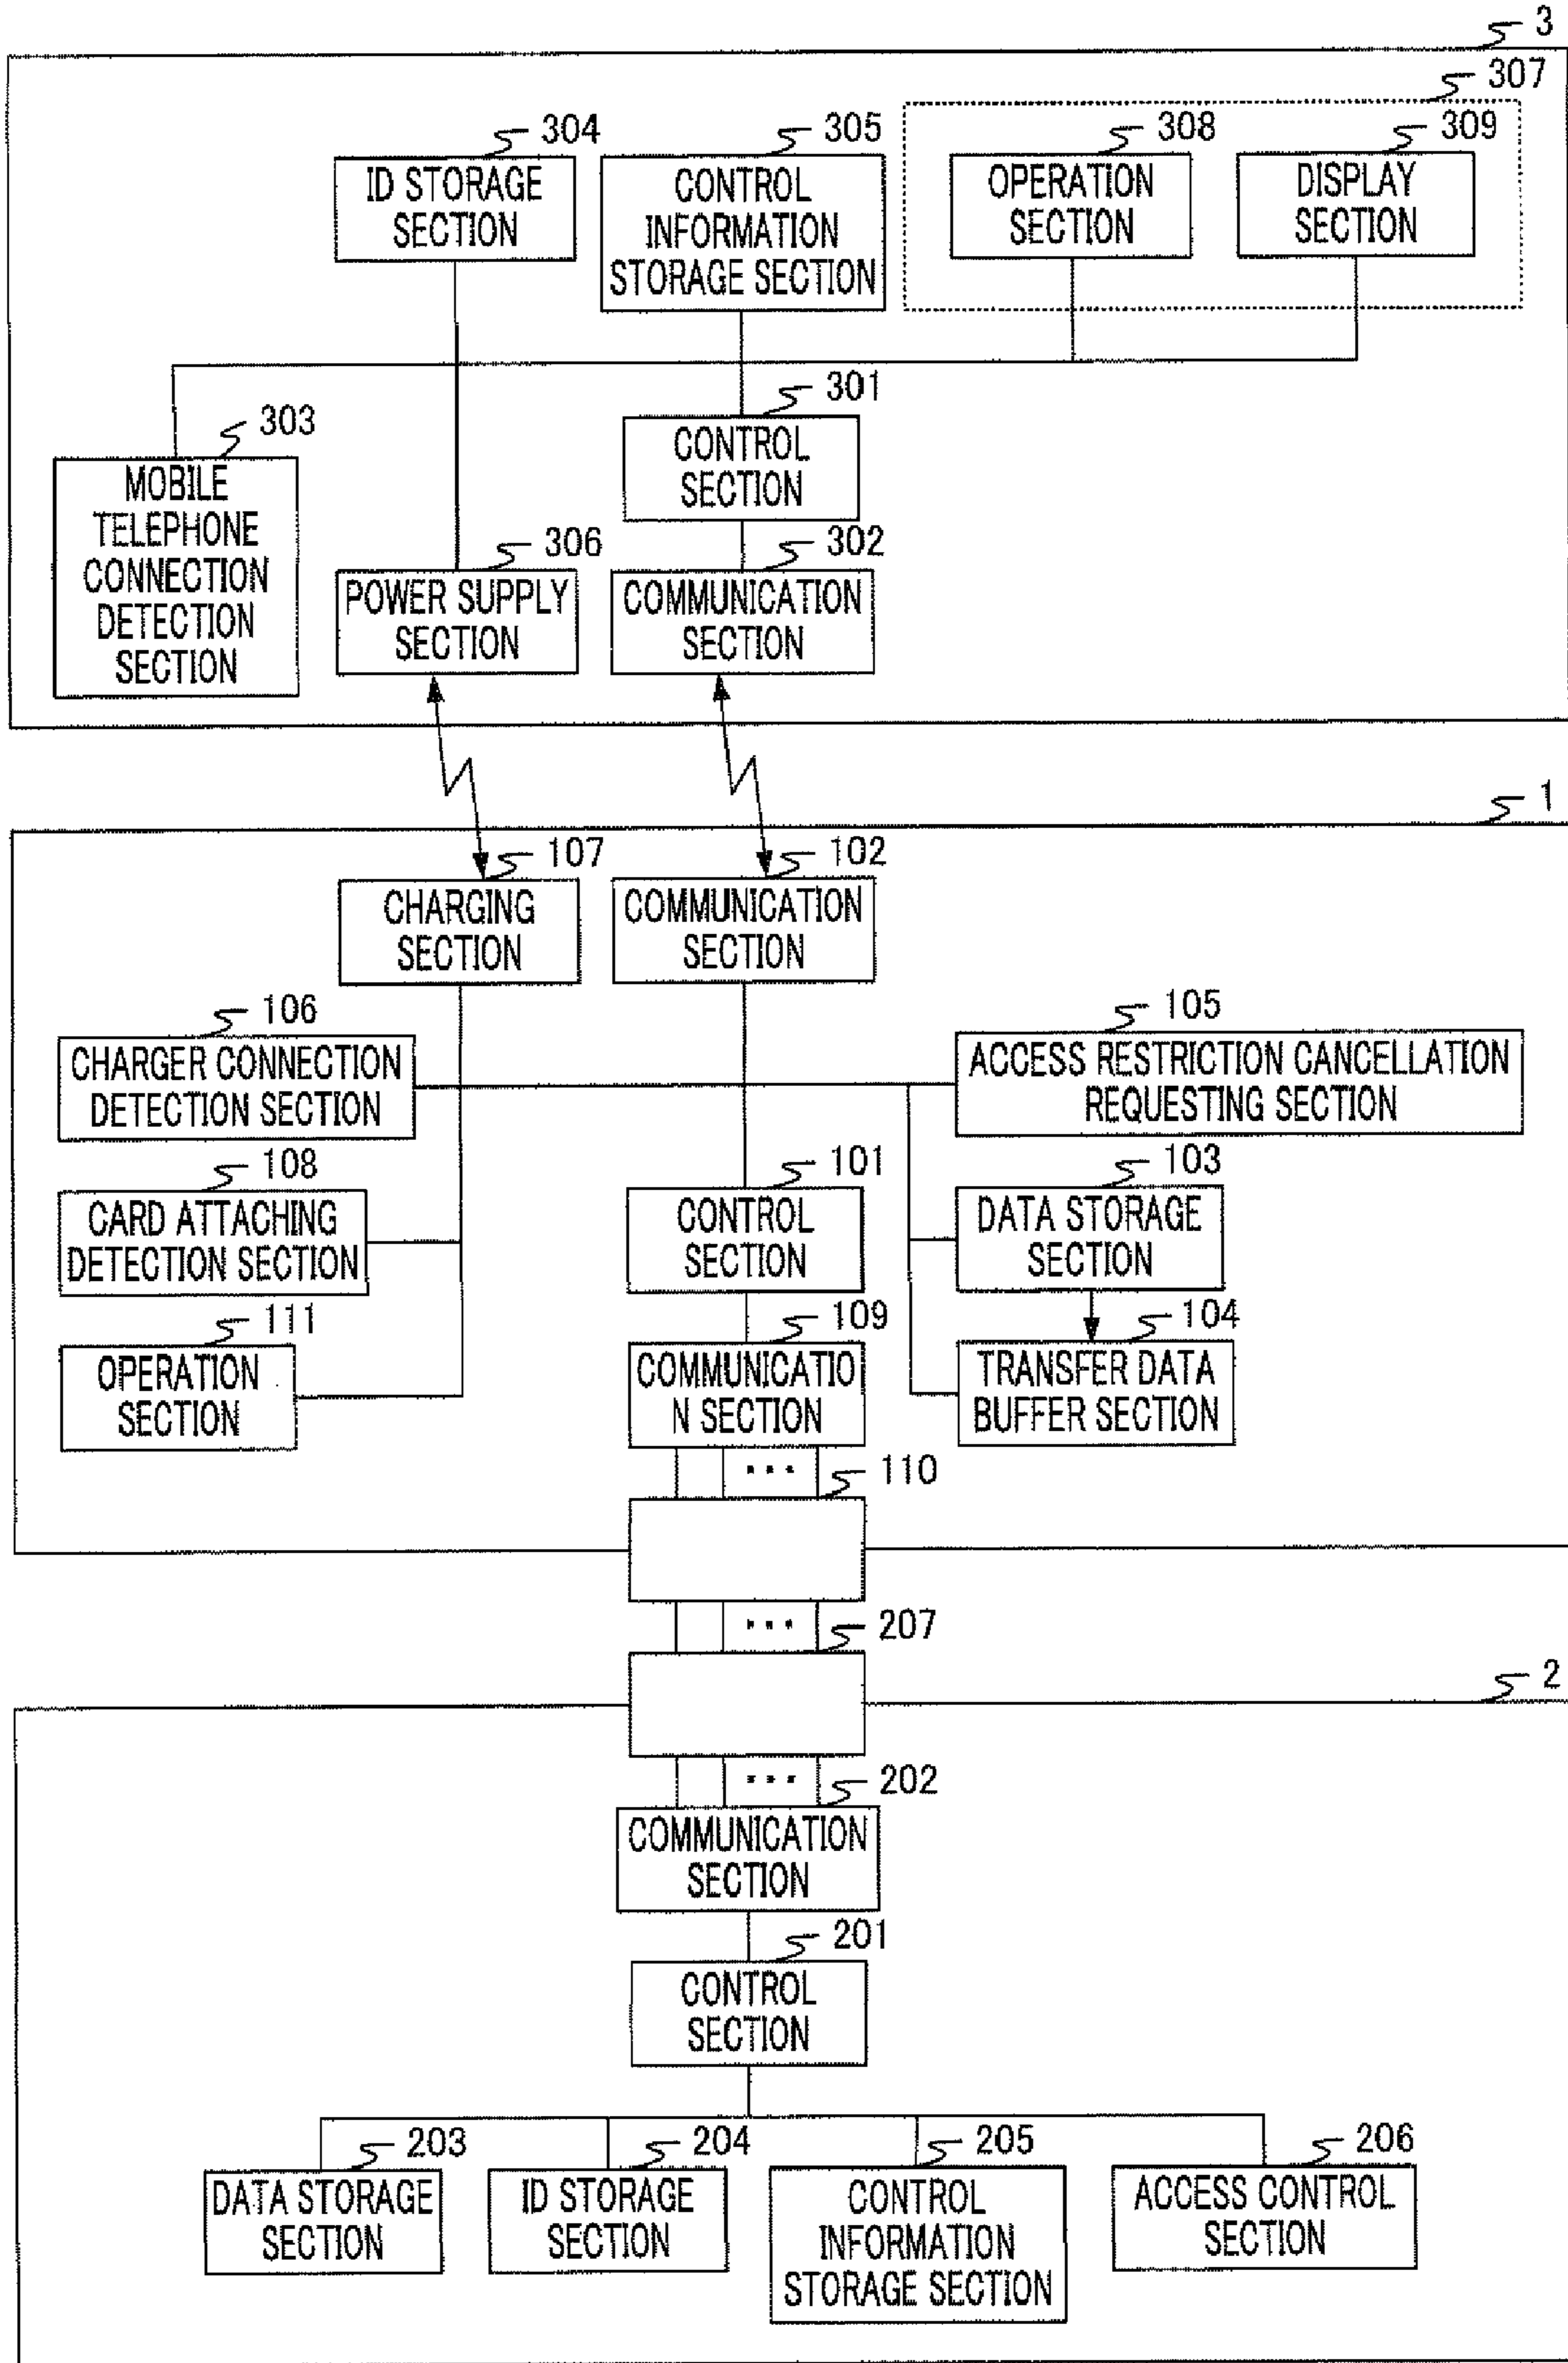 3
307
304
305
308
309
ID STORAGE
SECTION
CONTROL
INFORMATION
STORAGE SECTION
OPERATION
SECTION
DISPLAY
SECTION
301
CONTROL
SECTION
303
MOBILE
TELEPHONE
CONNECTION
DETECTION
SECTION
306
POWER SUPPLY
SECTION
302
COMMUNICATION
SECTION
1
107
CHARGING
SECTION
102
COMMUNICATION
SECTION
106
CHARGER CONNECTION
DETECTION SECTION
105
ACCESS RESTRICTION CANCELLATION
REQUESTING SECTION
108
CARD ATTACHING
DETECTION SECTION
101
CONTROL
SECTION
103
DATA STORAGE
SECTION
111
OPERATION
SECTION
109
COMMUNICATIO
N SECTION
104
TRANSFER DATA
BUFFER SECTION
...
110
...
207
2
...
202
COMMUNICATION
SECTION
201
CONTROL
SECTION
203
DATA STORAGE
SECTION
204
ID STORAGE
SECTION
205
CONTROL
INFORMATION
STORAGE SECTION
206
ACCESS CONTROL
SECTION